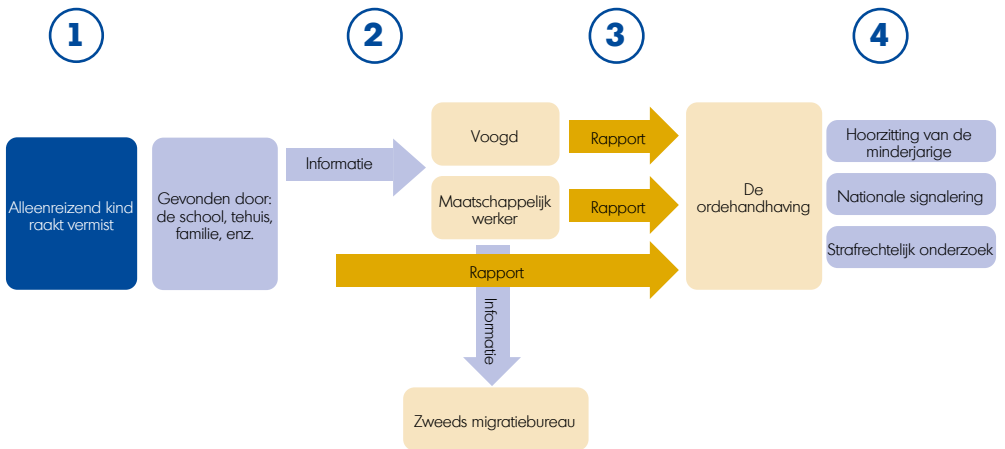 1
2
3
4
Alleenreizend kind
raakt vermist
Gevonden door:
de school, tehuis,
familie, enz.
Informatie
Voogd
Maatschappelijk
werker
Rapport
Rapport
Rapport
Informatie
Zweeds migratiebureau
De
ordehandhaving
Hoorzitting van de
minderjarige
Nationale signalering
Strafrechtelijk onderzoek